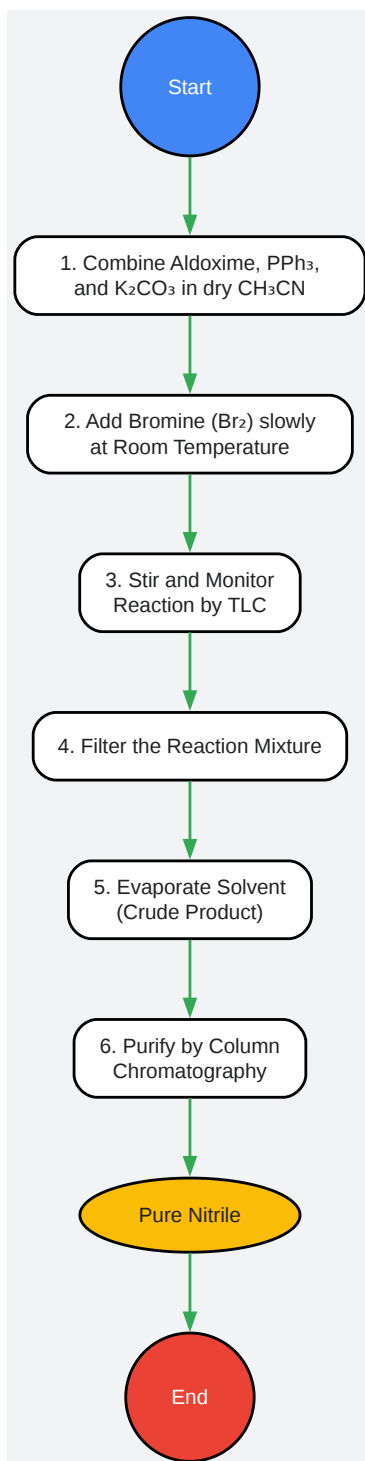 Start
1. Combine Aldoxime, PPh₃,
and K₂CO₃ in dry CH₃CN
2. Add Bromine (Br₂) slowly
at Room Temperature
3. Stir and Monitor
Reaction by TLC
4. Filter the Reaction Mixture
5. Evaporate Solvent
(Crude Product)
6. Purify by Column
Chromatography
Pure Nitrile
End